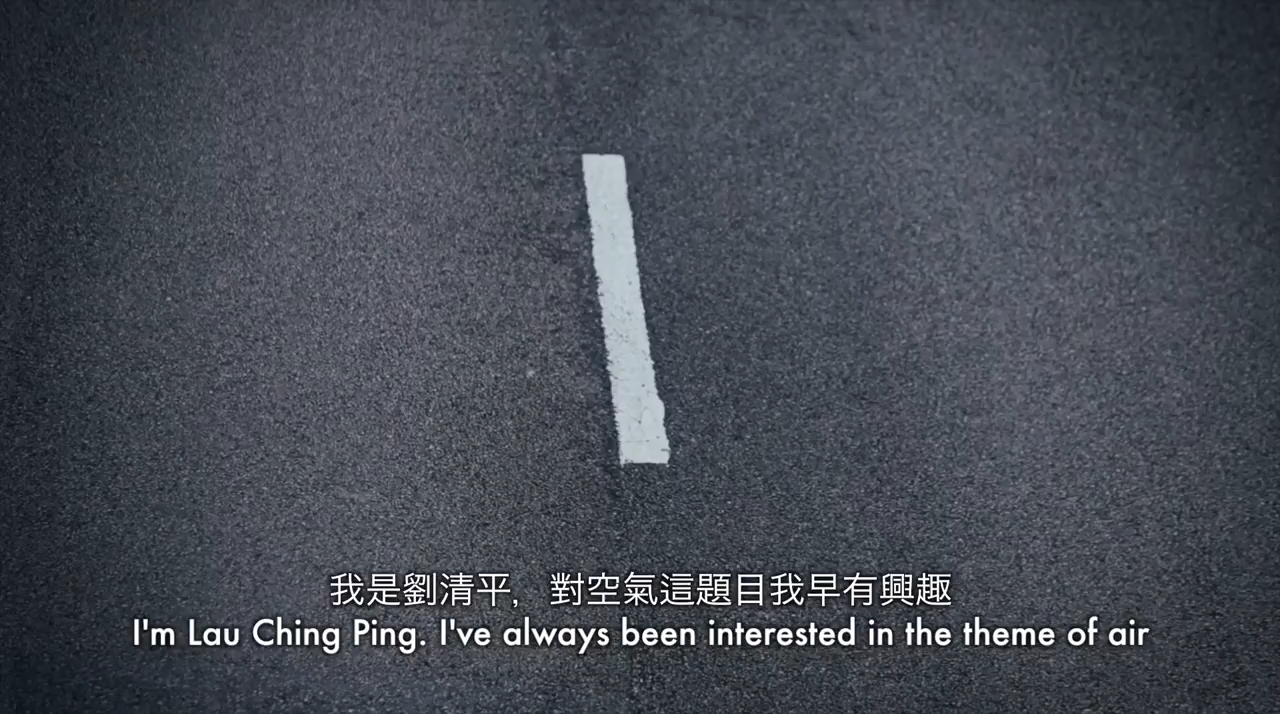 我是劉清平，對空氣這題目我早有興趣
I'm Lau Ching Ping. I've always been interested in the theme of air